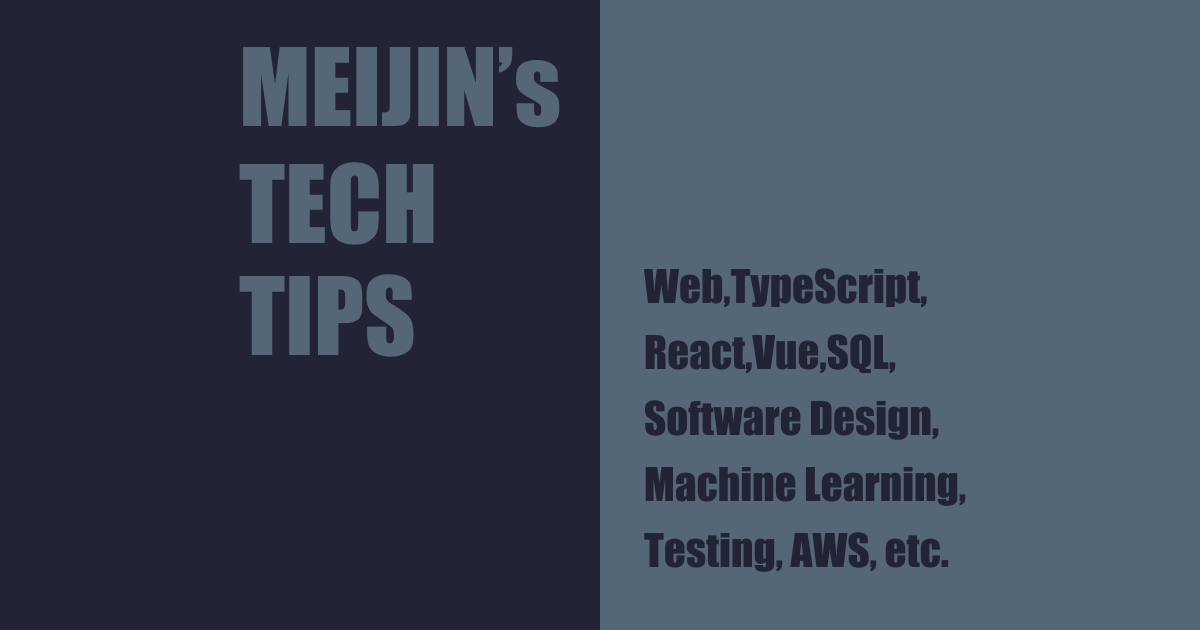 MEIJIN’s
TECH
TIPS
Web,TypeScript,
React,Vue,SQL,
Software Design,
Machine Learning,
Testing, AWS, etc.